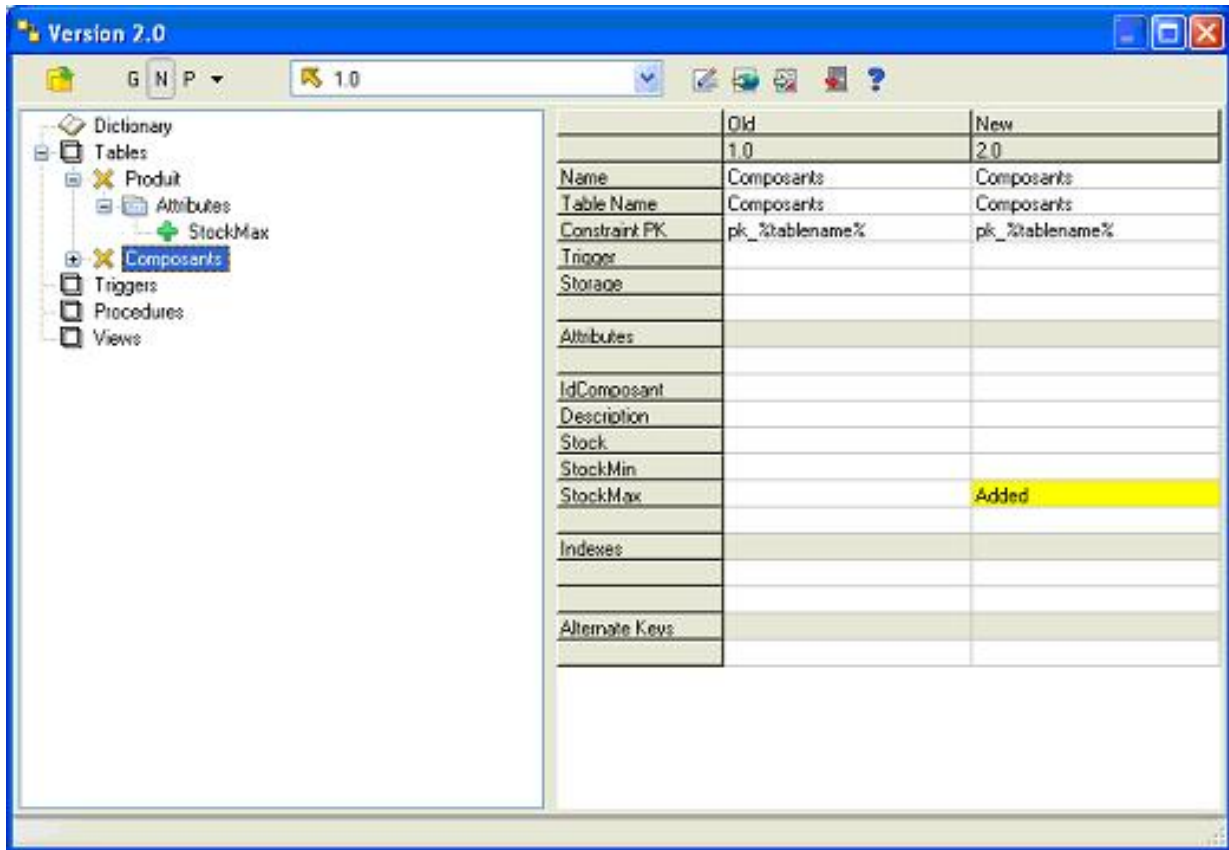 Version 2.0
G N P 1.0 ?
Dictionary
Tables
Produit
Attributes
StockMax
Composants
Triggers
Procedures
Views
Old New
1.0 2.0
Name Composants Composants
Table Name Composants Composants
Constraint PK pk_%tablename% pk_%tablename%
Trigger
Storage
Attributes
IdComposant
Description
Stock
StockMin
StockMax Added
Indexes
Alternate Keys